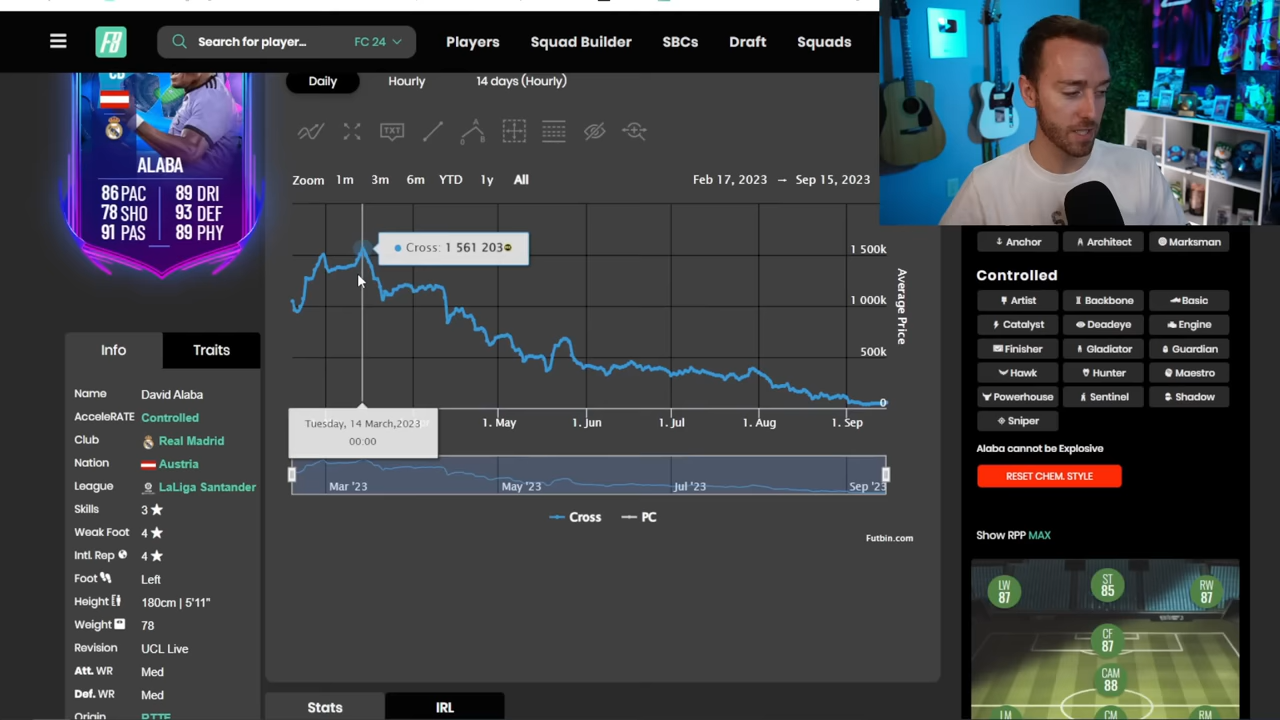 FB
Search for player...
FC 24
Players
Squad Builder
SBCs
Draft
Squads
Daily
Hourly
14 days (Hourly)
CB
ALABA
86 PAC
89 DRI
78 SHO
93 DEF
91 PAS
89 PHY
TXT
Zoom
1m
3m
6m
YTD
1y
All
Feb 17, 2023 → Sep 15, 2023
Cross: 1 561 203
1 500k
1 000k
500k
0
Average Price
Tuesday, 14 March,2023
00:00
1. May
1. Jun
1. Jul
1. Aug
1. Sep
Mar '23
May '23
Jul '23
Sep '23
Cross
PC
Futbin.com
Info
Traits
Name David Alaba
AcceleRATE Controlled
Club Real Madrid
Nation Austria
League LaLiga Santander
Skills 3
Weak Foot 4
Intl. Rep 4
Foot Left
Height 180cm | 5'11"
Weight 78
Revision UCL Live
Att. WR Med
Def. WR Med
Origin RTTF
Stats
IRL
Anchor
Architect
Marksman
Controlled
Artist
Backbone
Basic
Catalyst
Deadeye
Engine
Finisher
Gladiator
Guardian
Hawk
Hunter
Maestro
Powerhouse
Sentinel
Shadow
Sniper
Alaba cannot be Explosive
RESET CHEM. STYLE
Show RPP MAX
LW
87
ST
85
RW
87
CF
87
CAM
88
LM
CM
RM